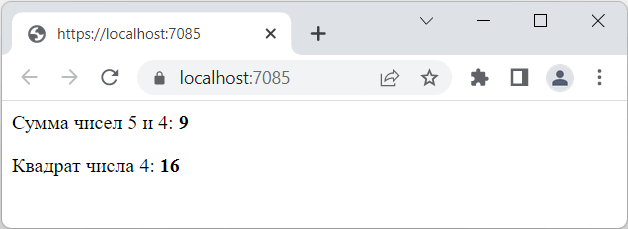 https://localhost:7085
localhost:7085
Сумма чисел 5 и 4: 9
Квадрат числа 4: 16